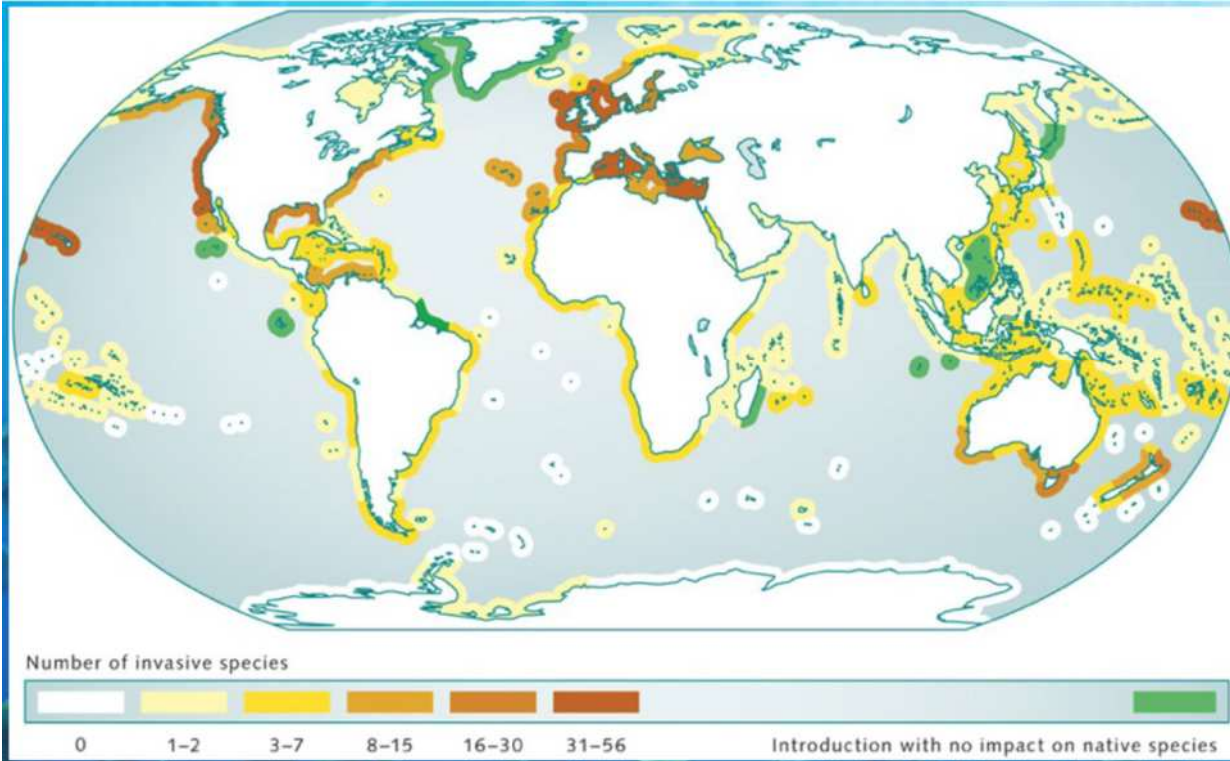 Number of invasive species
0 1–2 3–7 8–15 16–30 31–56 Introduction with no impact on native species